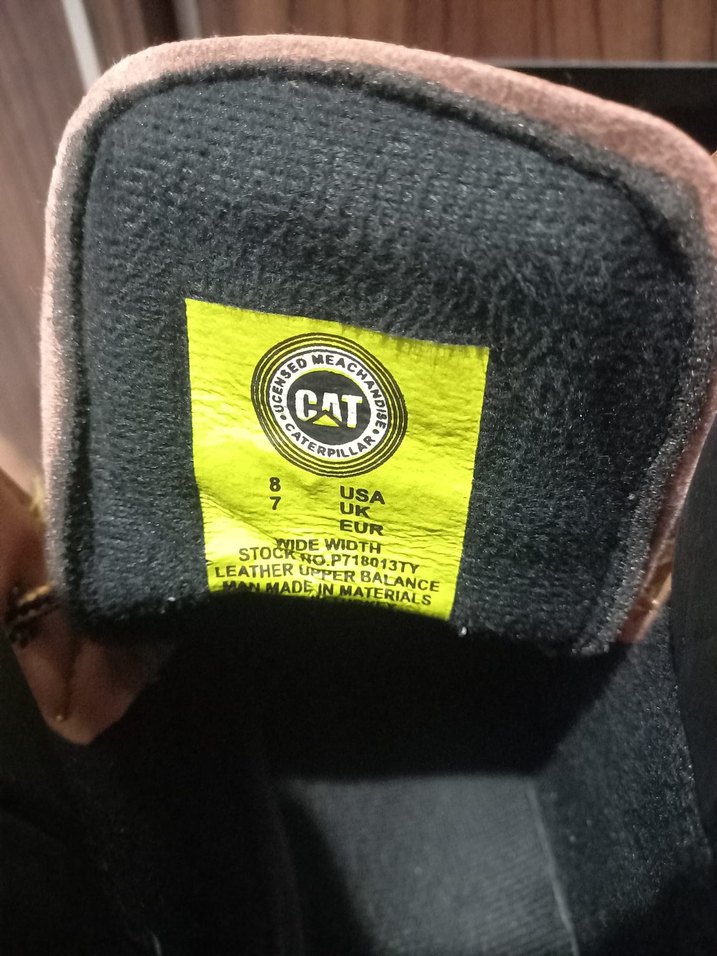 LICENSED MEACHANDISE
CAT
CATERPILLAR
8 USA
7 UK
EUR
WIDE WIDTH
STOCK NO.P718013TY
LEATHER UPPER BALANCE
MAN MADE IN MATERIALS